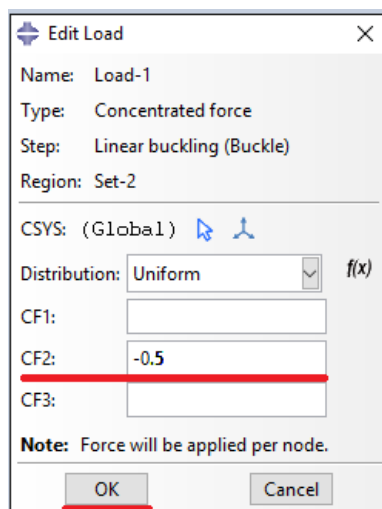 Edit Load
Name: Load-1
Type: Concentrated force
Step: Linear buckling (Buckle)
Region: Set-2
CSYS: (Global)
Distribution: Uniform f(x)
CF1:
CF2: -0.5
CF3:
Note: Force will be applied per node.
OK Cancel